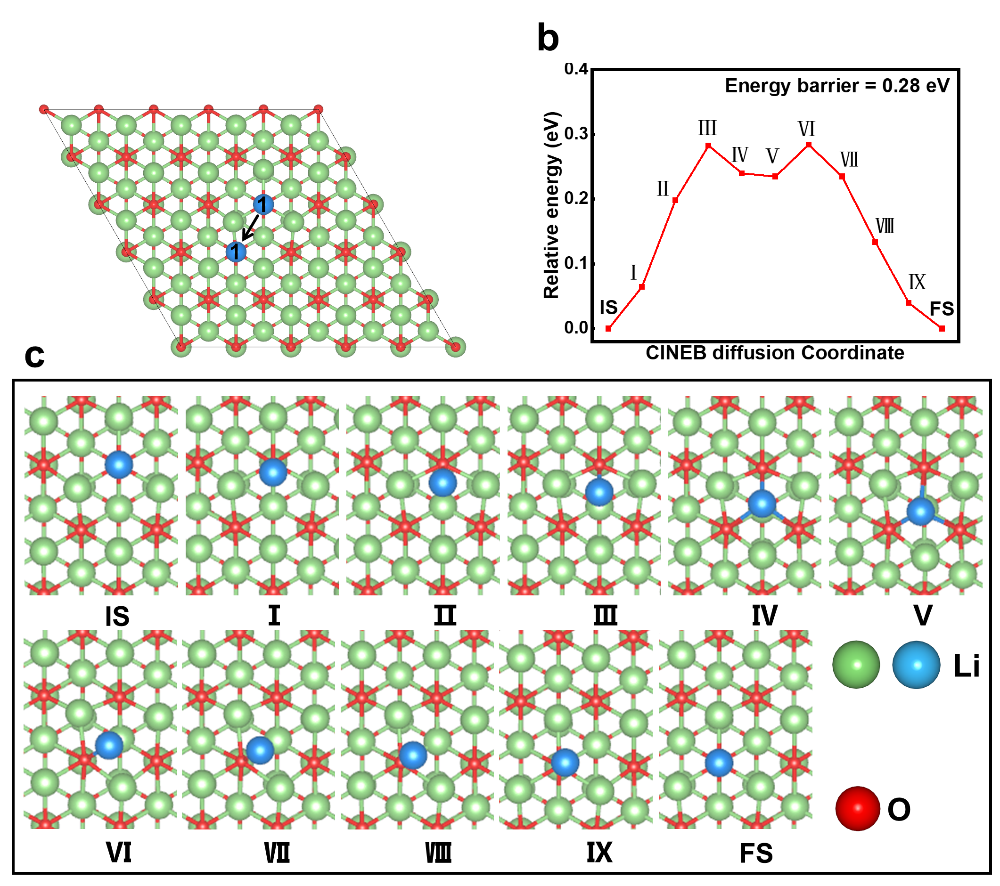 b
0.4
Energy barrier = 0.28 eV
0.3
0.2
0.1
0.0
Relative energy (eV)
IS
I
II
III
IV
V
VI
VII
VIII
IX
FS
CINEB diffusion Coordinate
1
1
c
IS I II III IV V
VI VII VIII IX FS
Li
O